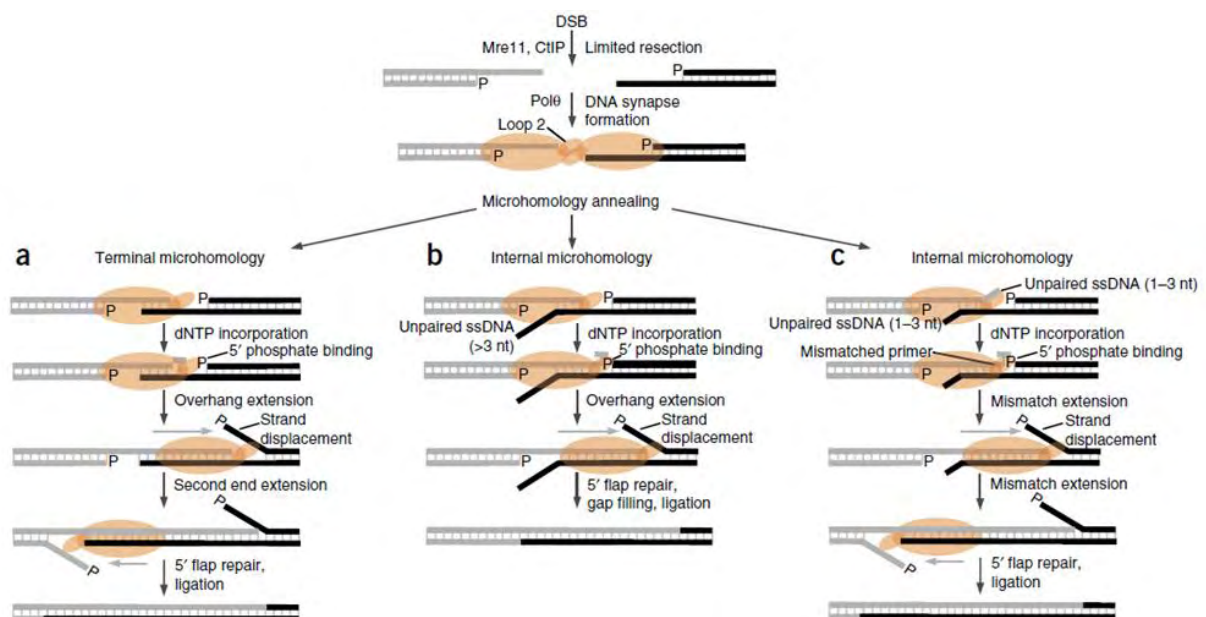 DSB
Mre11, CtIP Limited resection
P P
Polθ DNA synapse
formation
Loop 2
P P
Microhomology annealing
a Terminal microhomology
P P
dNTP incorporation
5′ phosphate binding
P P
Overhang extension
P Strand
displacement
P
Second end extension
P
P
5′ flap repair,
ligation
b Internal microhomology
P P
Unpaired ssDNA
(>3 nt)
dNTP incorporation
5′ phosphate binding
P P
Overhang extension
P Strand
displacement
P
5′ flap repair,
gap filling, ligation
c Internal microhomology
P Unpaired ssDNA (1–3 nt)
P
Unpaired ssDNA (1–3 nt)
dNTP incorporation
Mismatched primer 5′ phosphate binding
P P
Mismatch extension
P Strand
displacement
P
Mismatch extension
P
P
5′ flap repair,
ligation